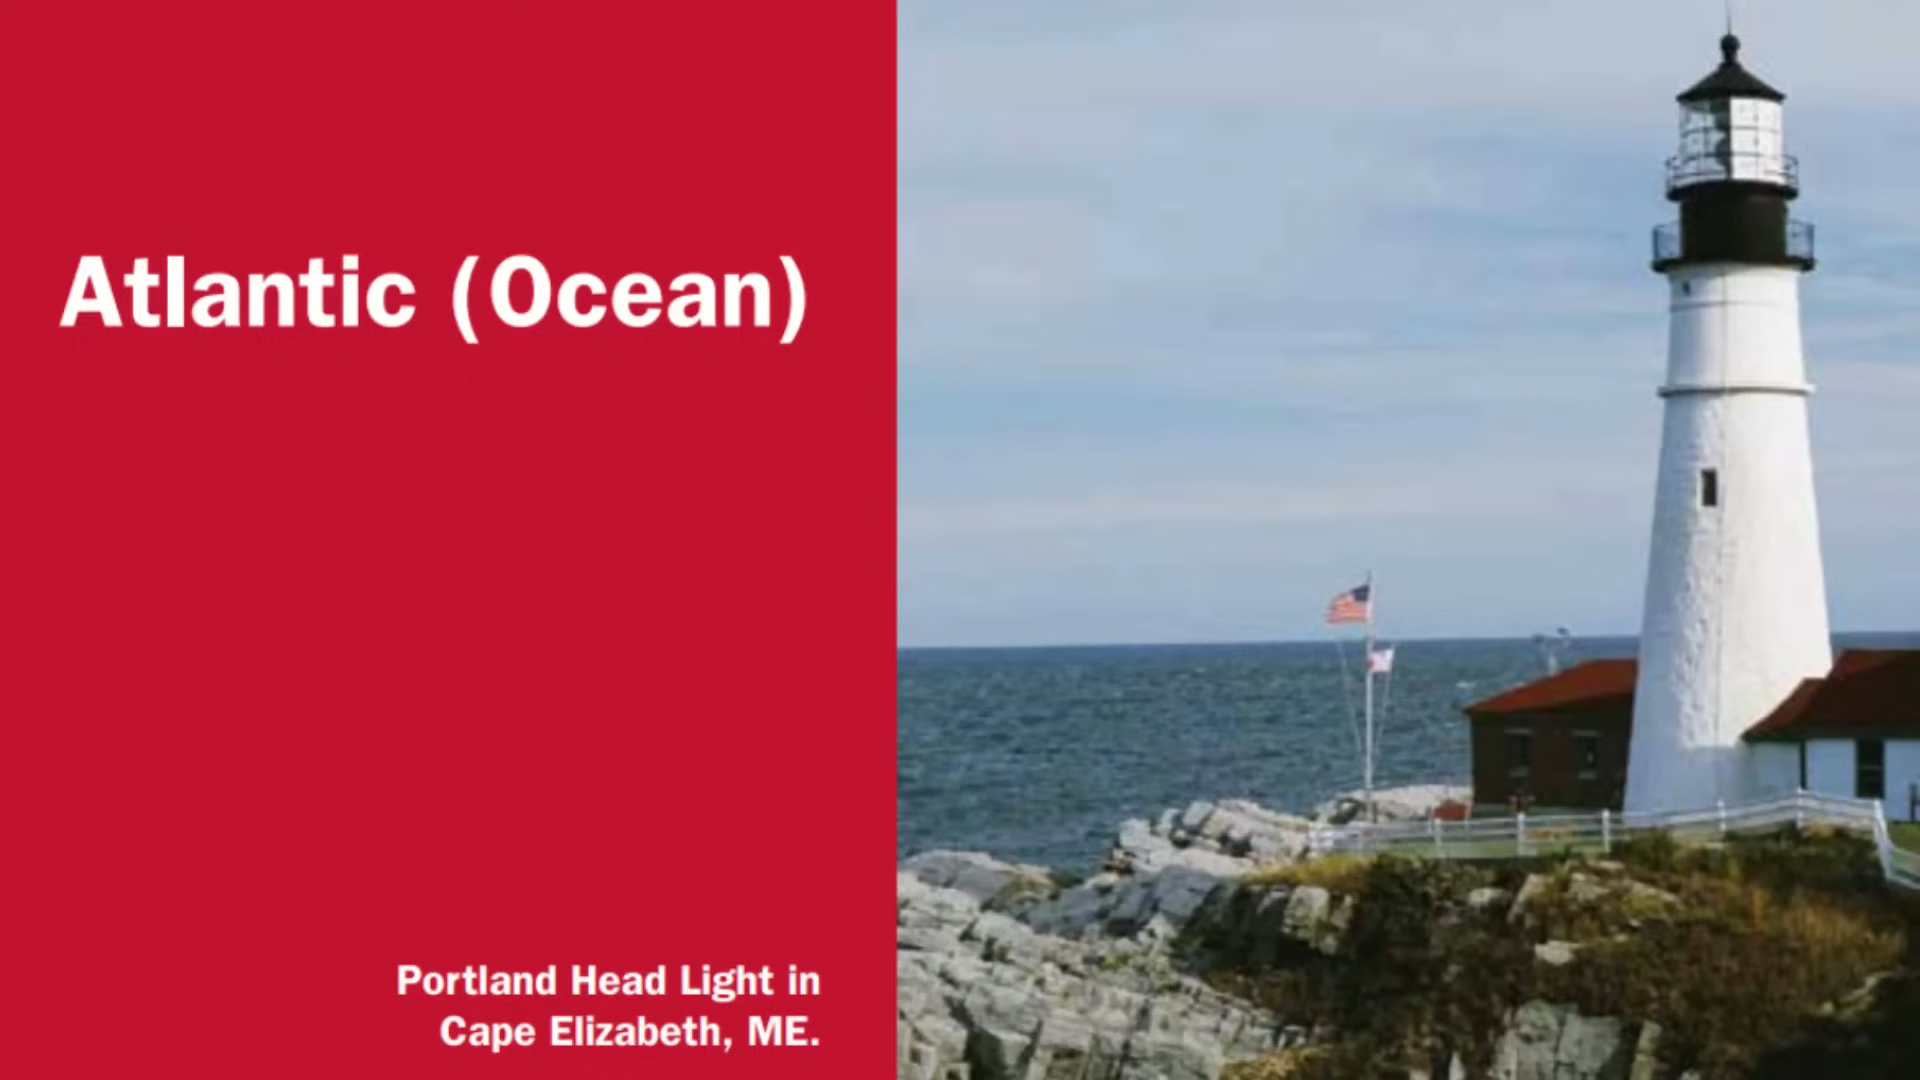 Atlantic (Ocean)
Portland Head Light in
Cape Elizabeth, ME.